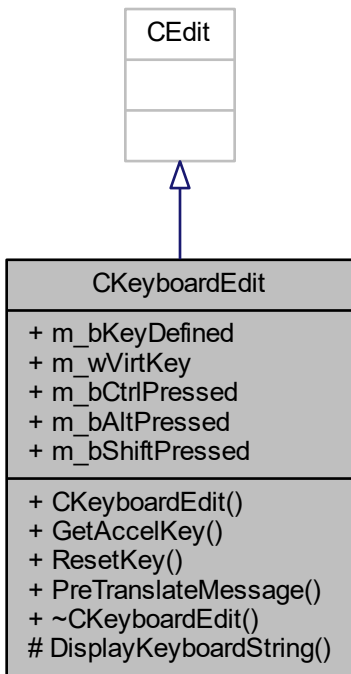 CEdit
CKeyboardEdit
+ m_bKeyDefined
+ m_wVirtKey
+ m_bCtrlPressed
+ m_bAltPressed
+ m_bShiftPressed
+ CKeyboardEdit()
+ GetAccelKey()
+ ResetKey()
+ PreTranslateMessage()
+ ~CKeyboardEdit()
# DisplayKeyboardString()